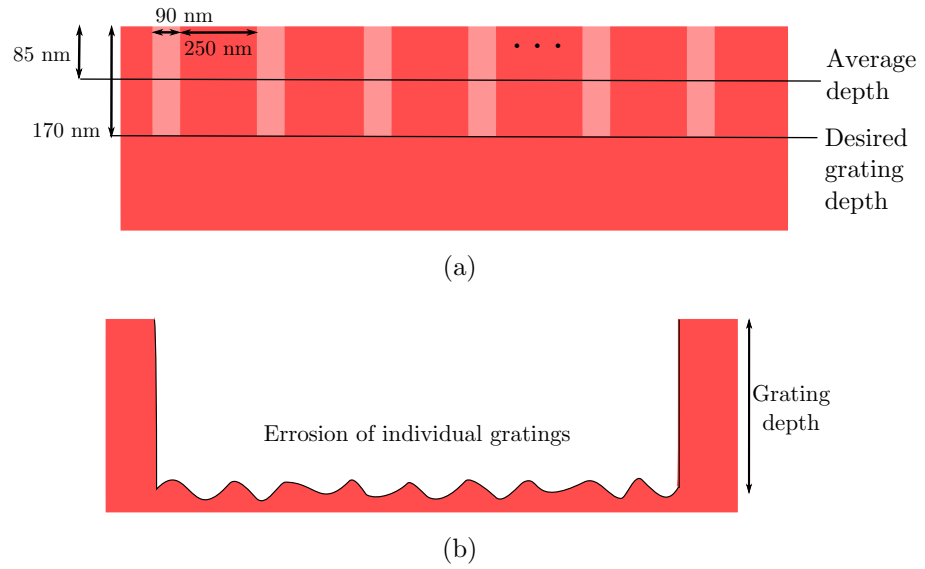 90 nm
85 nm
250 nm
. . .
Average
depth
170 nm
Desired
grating
depth
(a)
Grating
depth
Errosion of individual gratings
(b)